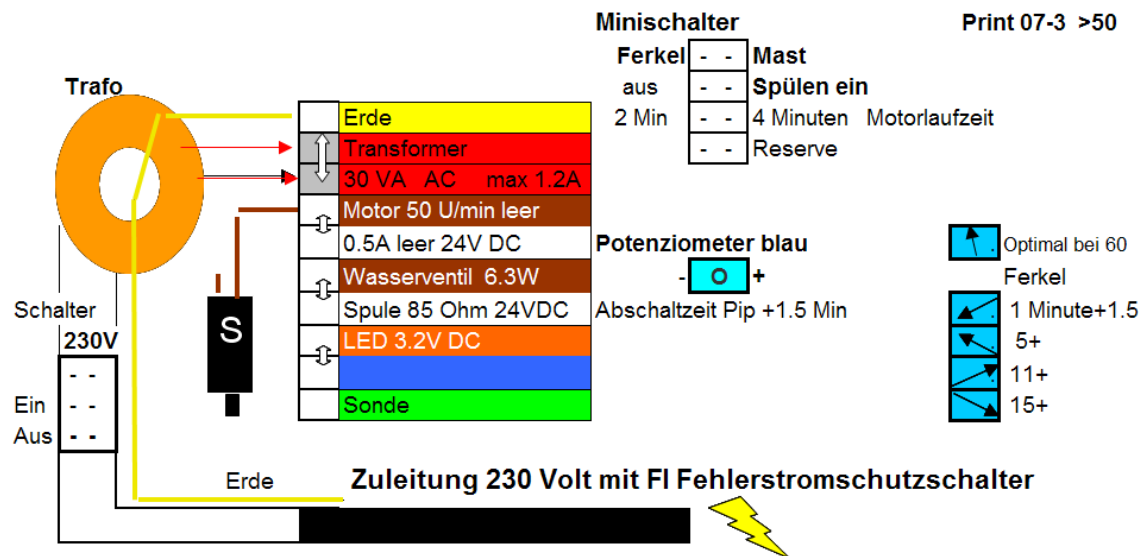 Minischalter
Print 07-3 >50
Ferkel - - Mast
aus - - Spülen ein
2 Min - - 4 Minuten Motorlaufzeit
- - Reserve
Trafo
Erde
Transformer
30 VA AC max 1.2A
Motor 50 U/min leer
0.5A leer 24V DC
Wasserventil 6.3W
Spule 85 Ohm 24VDC
LED 3.2V DC
Sonde
Potenziometer blau
- O +
Abschaltzeit Pip +1.5 Min
Optimal bei 60
Ferkel
1 Minute+1.5
5+
11+
15+
S
Schalter
230V
- -
Ein - -
Aus - -
Erde
Zuleitung 230 Volt mit FI Fehlerstromschutzschalter